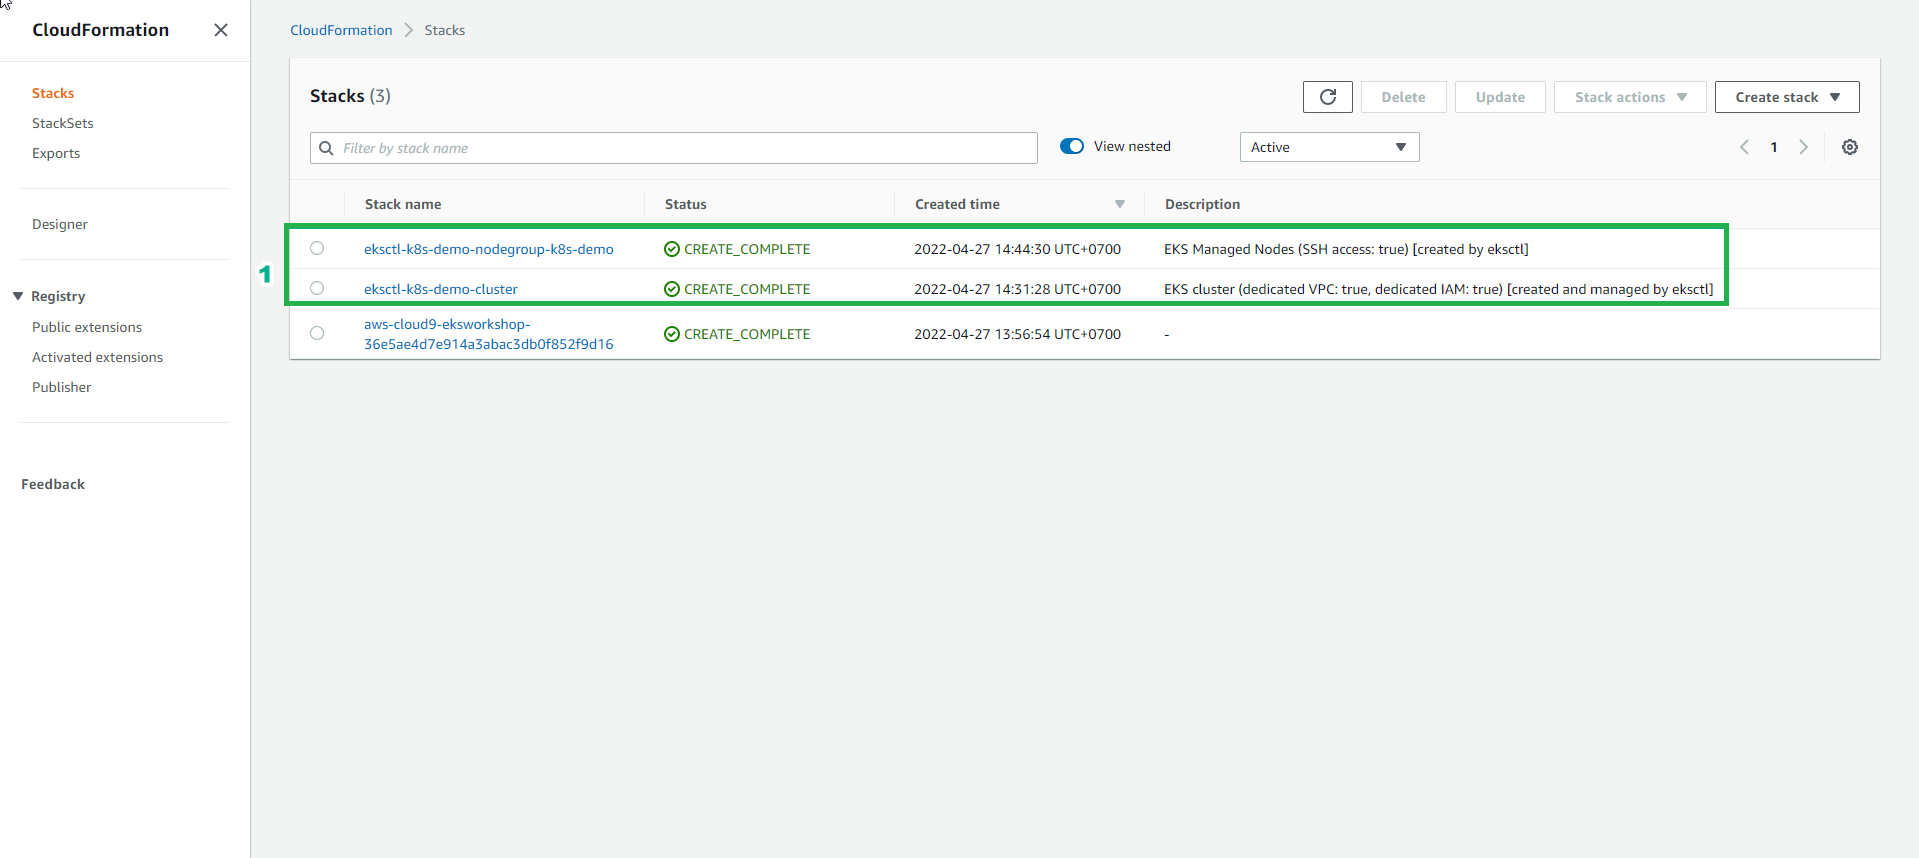 CloudFormation
Stacks
StackSets
Exports
Designer
Registry
Public extensions
Activated extensions
Publisher
Feedback
CloudFormation > Stacks
Stacks (3)
Delete
Update
Stack actions
Create stack
Filter by stack name
View nested
Active
1
Stack name Status Created time Description
1
eksctl-k8s-demo-nodegroup-k8s-demo CREATE_COMPLETE 2022-04-27 14:44:30 UTC+0700 EKS Managed Nodes (SSH access: true) [created by eksctl]
eksctl-k8s-demo-cluster CREATE_COMPLETE 2022-04-27 14:31:28 UTC+0700 EKS cluster (dedicated VPC: true, dedicated IAM: true) [created and managed by eksctl]
aws-cloud9-eksworkshop-
36e5ae4d7e914a3abac3db0f852f9d16 CREATE_COMPLETE 2022-04-27 13:56:54 UTC+0700 -